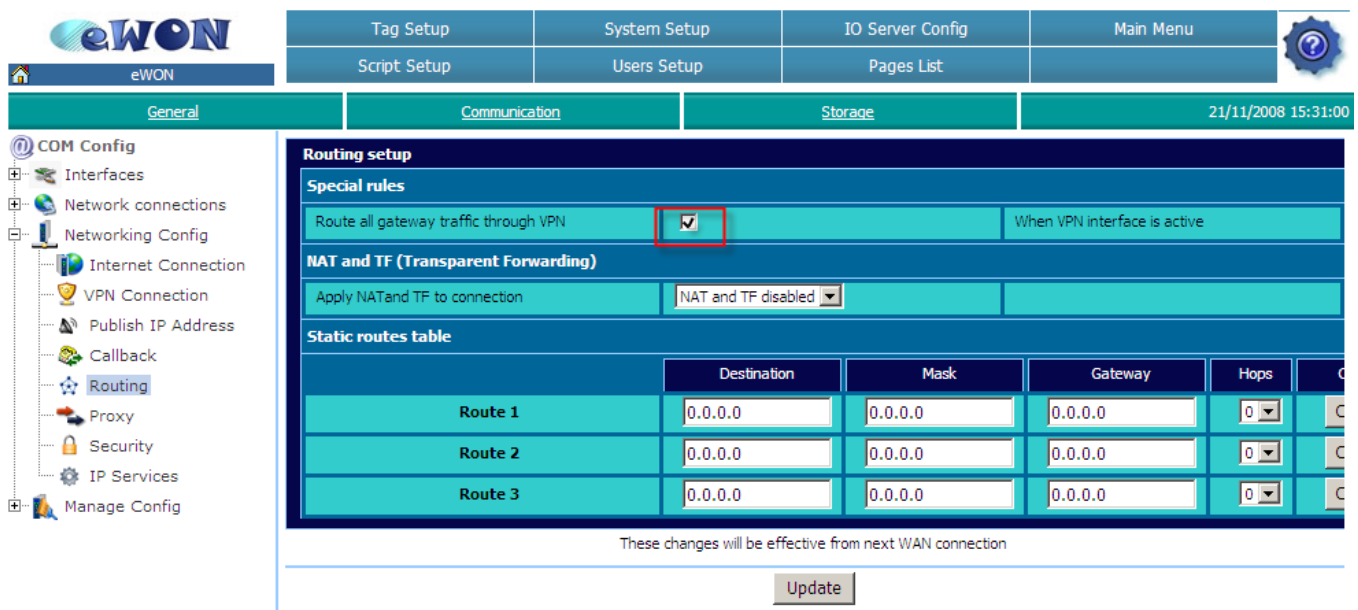 eWON
Tag Setup System Setup IO Server Config Main Menu
eWON
Script Setup Users Setup Pages List
General Communication Storage 21/11/2008 15:31:00
COM Config
Interfaces
Network connections
Networking Config
Internet Connection
VPN Connection
Publish IP Address
Callback
Routing
Proxy
Security
IP Services
Manage Config
Routing setup
Special rules
Route all gateway traffic through VPN When VPN interface is active
NAT and TF (Transparent Forwarding)
Apply NATand TF to connection NAT and TF disabled
Static routes table
Destination Mask Gateway Hops
Route 1 0.0.0.0 0.0.0.0 0.0.0.0 0
Route 2 0.0.0.0 0.0.0.0 0.0.0.0 0
Route 3 0.0.0.0 0.0.0.0 0.0.0.0 0
These changes will be effective from next WAN connection
Update